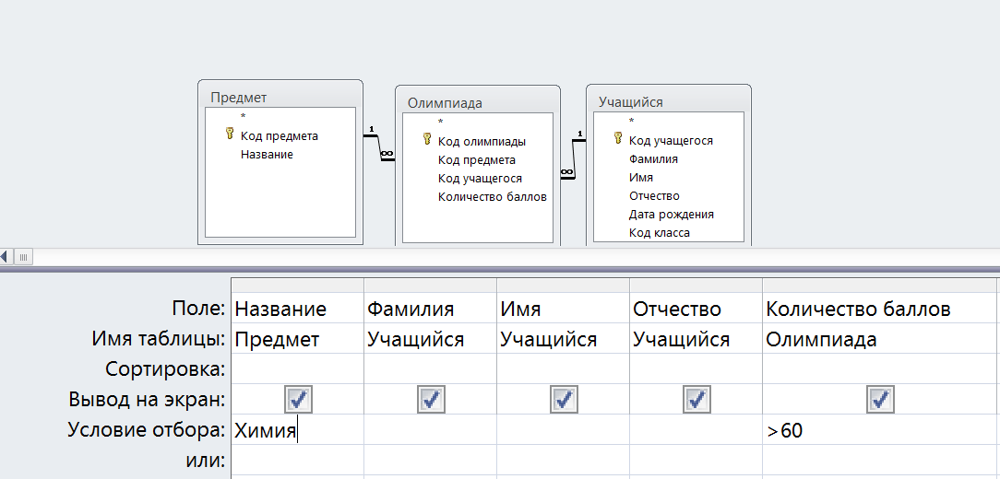 Предмет
*
Код предмета
Название
1
∞
Олимпиада
*
Код олимпиады
Код предмета
Код учащегося
Количество баллов
1
∞
Учащийся
*
Код учащегося
Фамилия
Имя
Отчество
Дата рождения
Код класса
Поле: Название Фамилия Имя Отчество Количество баллов
Имя таблицы: Предмет Учащийся Учащийся Учащийся Олимпиада
Сортировка:
Вывод на экран:
Условие отбора: Химия >60
или: